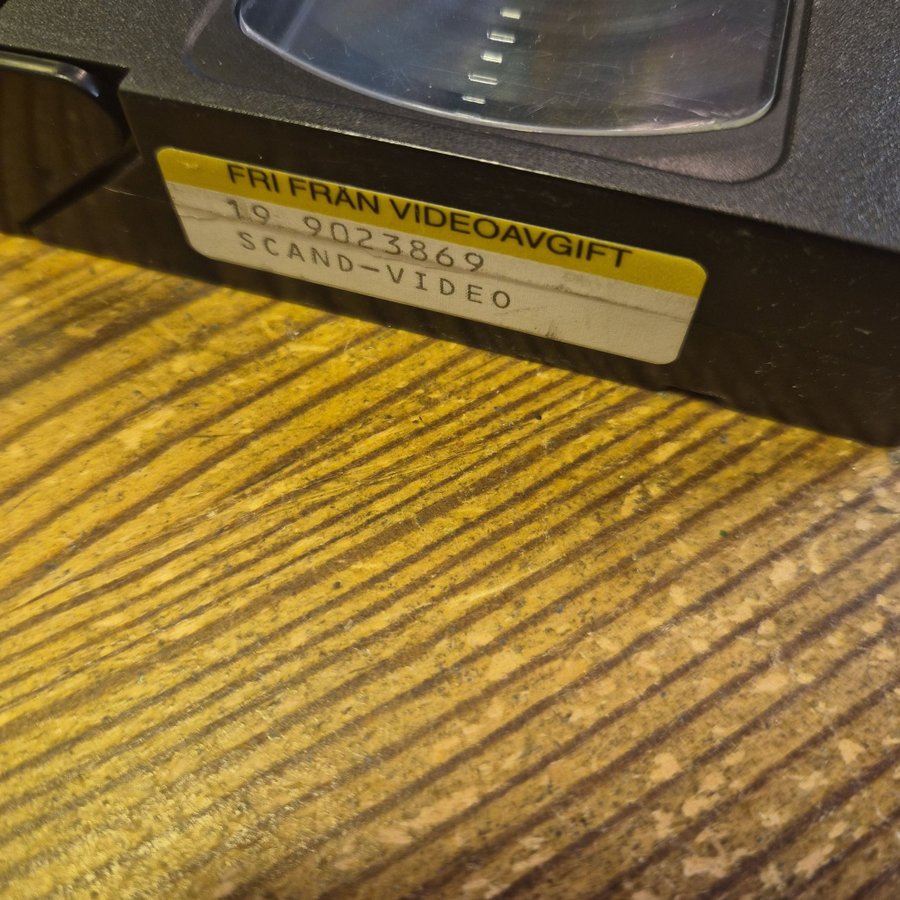 FRI FRÅN VIDEOAVGIFT
19 9023869
SCAND-VIDEO